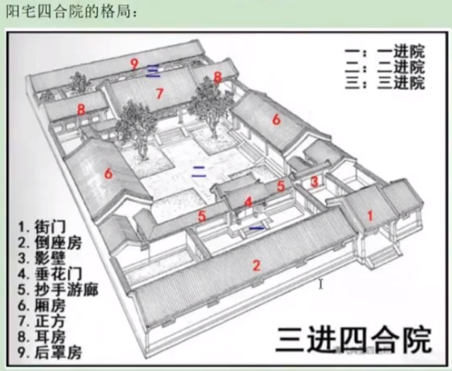 阳宅四合院的格局：
一：一进院
二：二进院
三：三进院
9
三
8
8
7
6
6
二
5
3
4
5
1
一
2
1.街门
2.倒座房
3.影壁
4.垂花门
5.抄手游廊
6.厢房
7.正方
8.耳房
9.后罩房
三进四合院